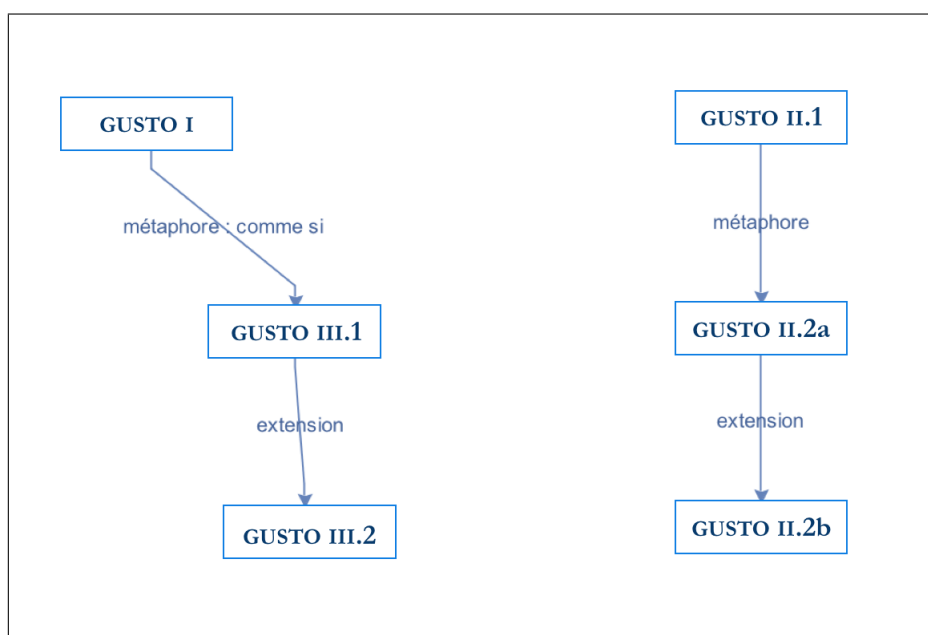 GUSTO I
métaphore : comme si
GUSTO III.1
extension
GUSTO III.2
GUSTO II.1
métaphore
GUSTO II.2a
extension
GUSTO II.2b